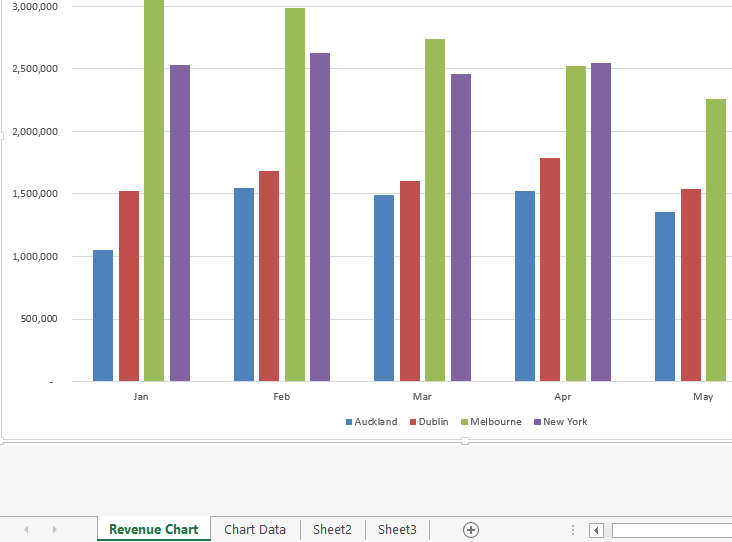 3,000,000
2,500,000
2,000,000
1,500,000
1,000,000
500,000
-
Jan Feb Mar Apr May
Auckland Dublin Melbourne New York
Revenue Chart Chart Data Sheet2 Sheet3